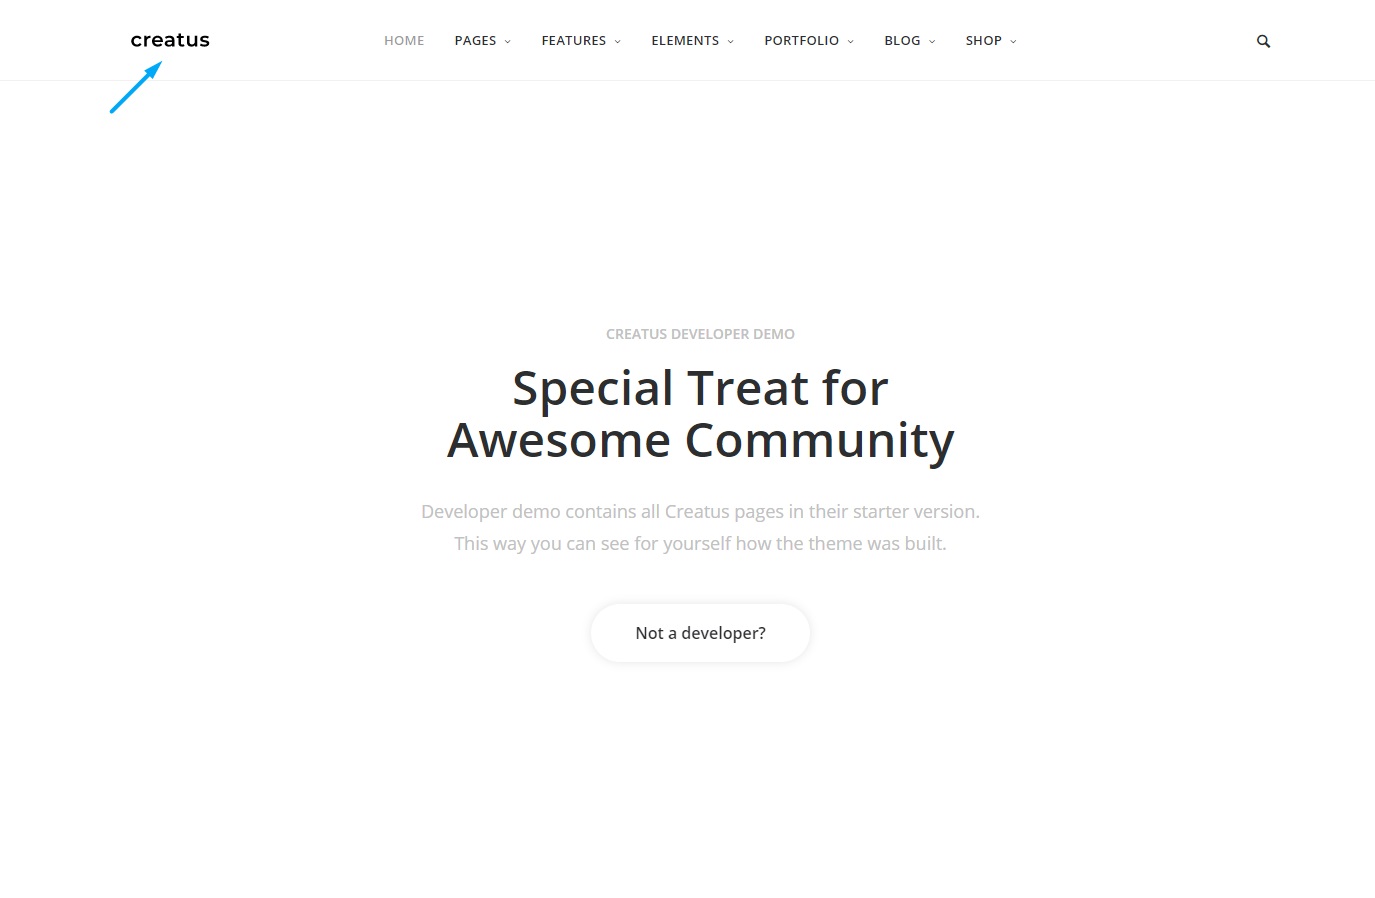 creatus
HOME PAGES FEATURES ELEMENTS PORTFOLIO BLOG SHOP
CREATUS DEVELOPER DEMO
Special Treat for
Awesome Community
Developer demo contains all Creatus pages in their starter version.
This way you can see for yourself how the theme was built.
Not a developer?